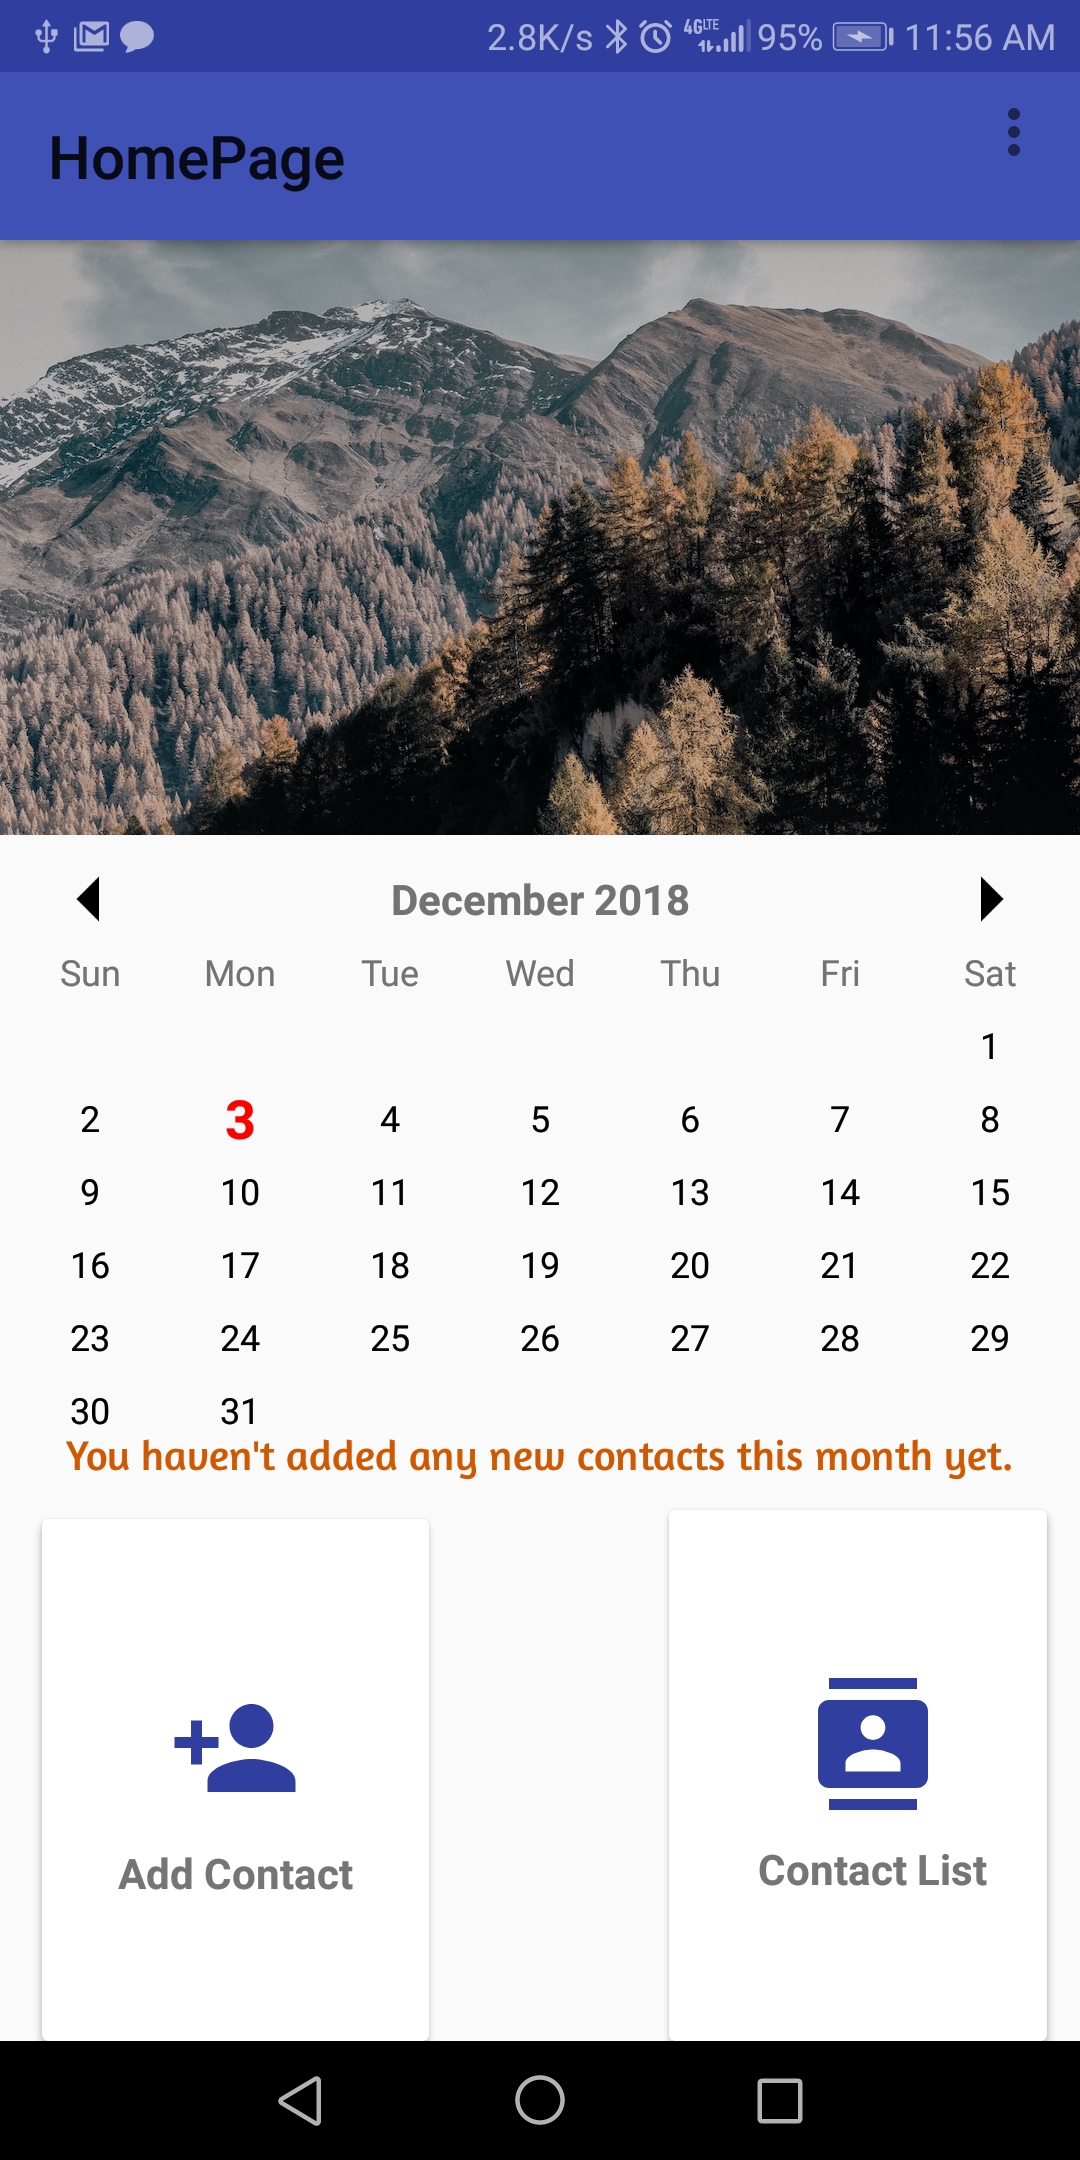 2.8K/s 4G LTE 95% 11:56 AM
HomePage
December 2018
Sun Mon Tue Wed Thu Fri Sat
1
2 3 4 5 6 7 8
9 10 11 12 13 14 15
16 17 18 19 20 21 22
23 24 25 26 27 28 29
30 31
You haven't added any new contacts this month yet.
Add Contact Contact List